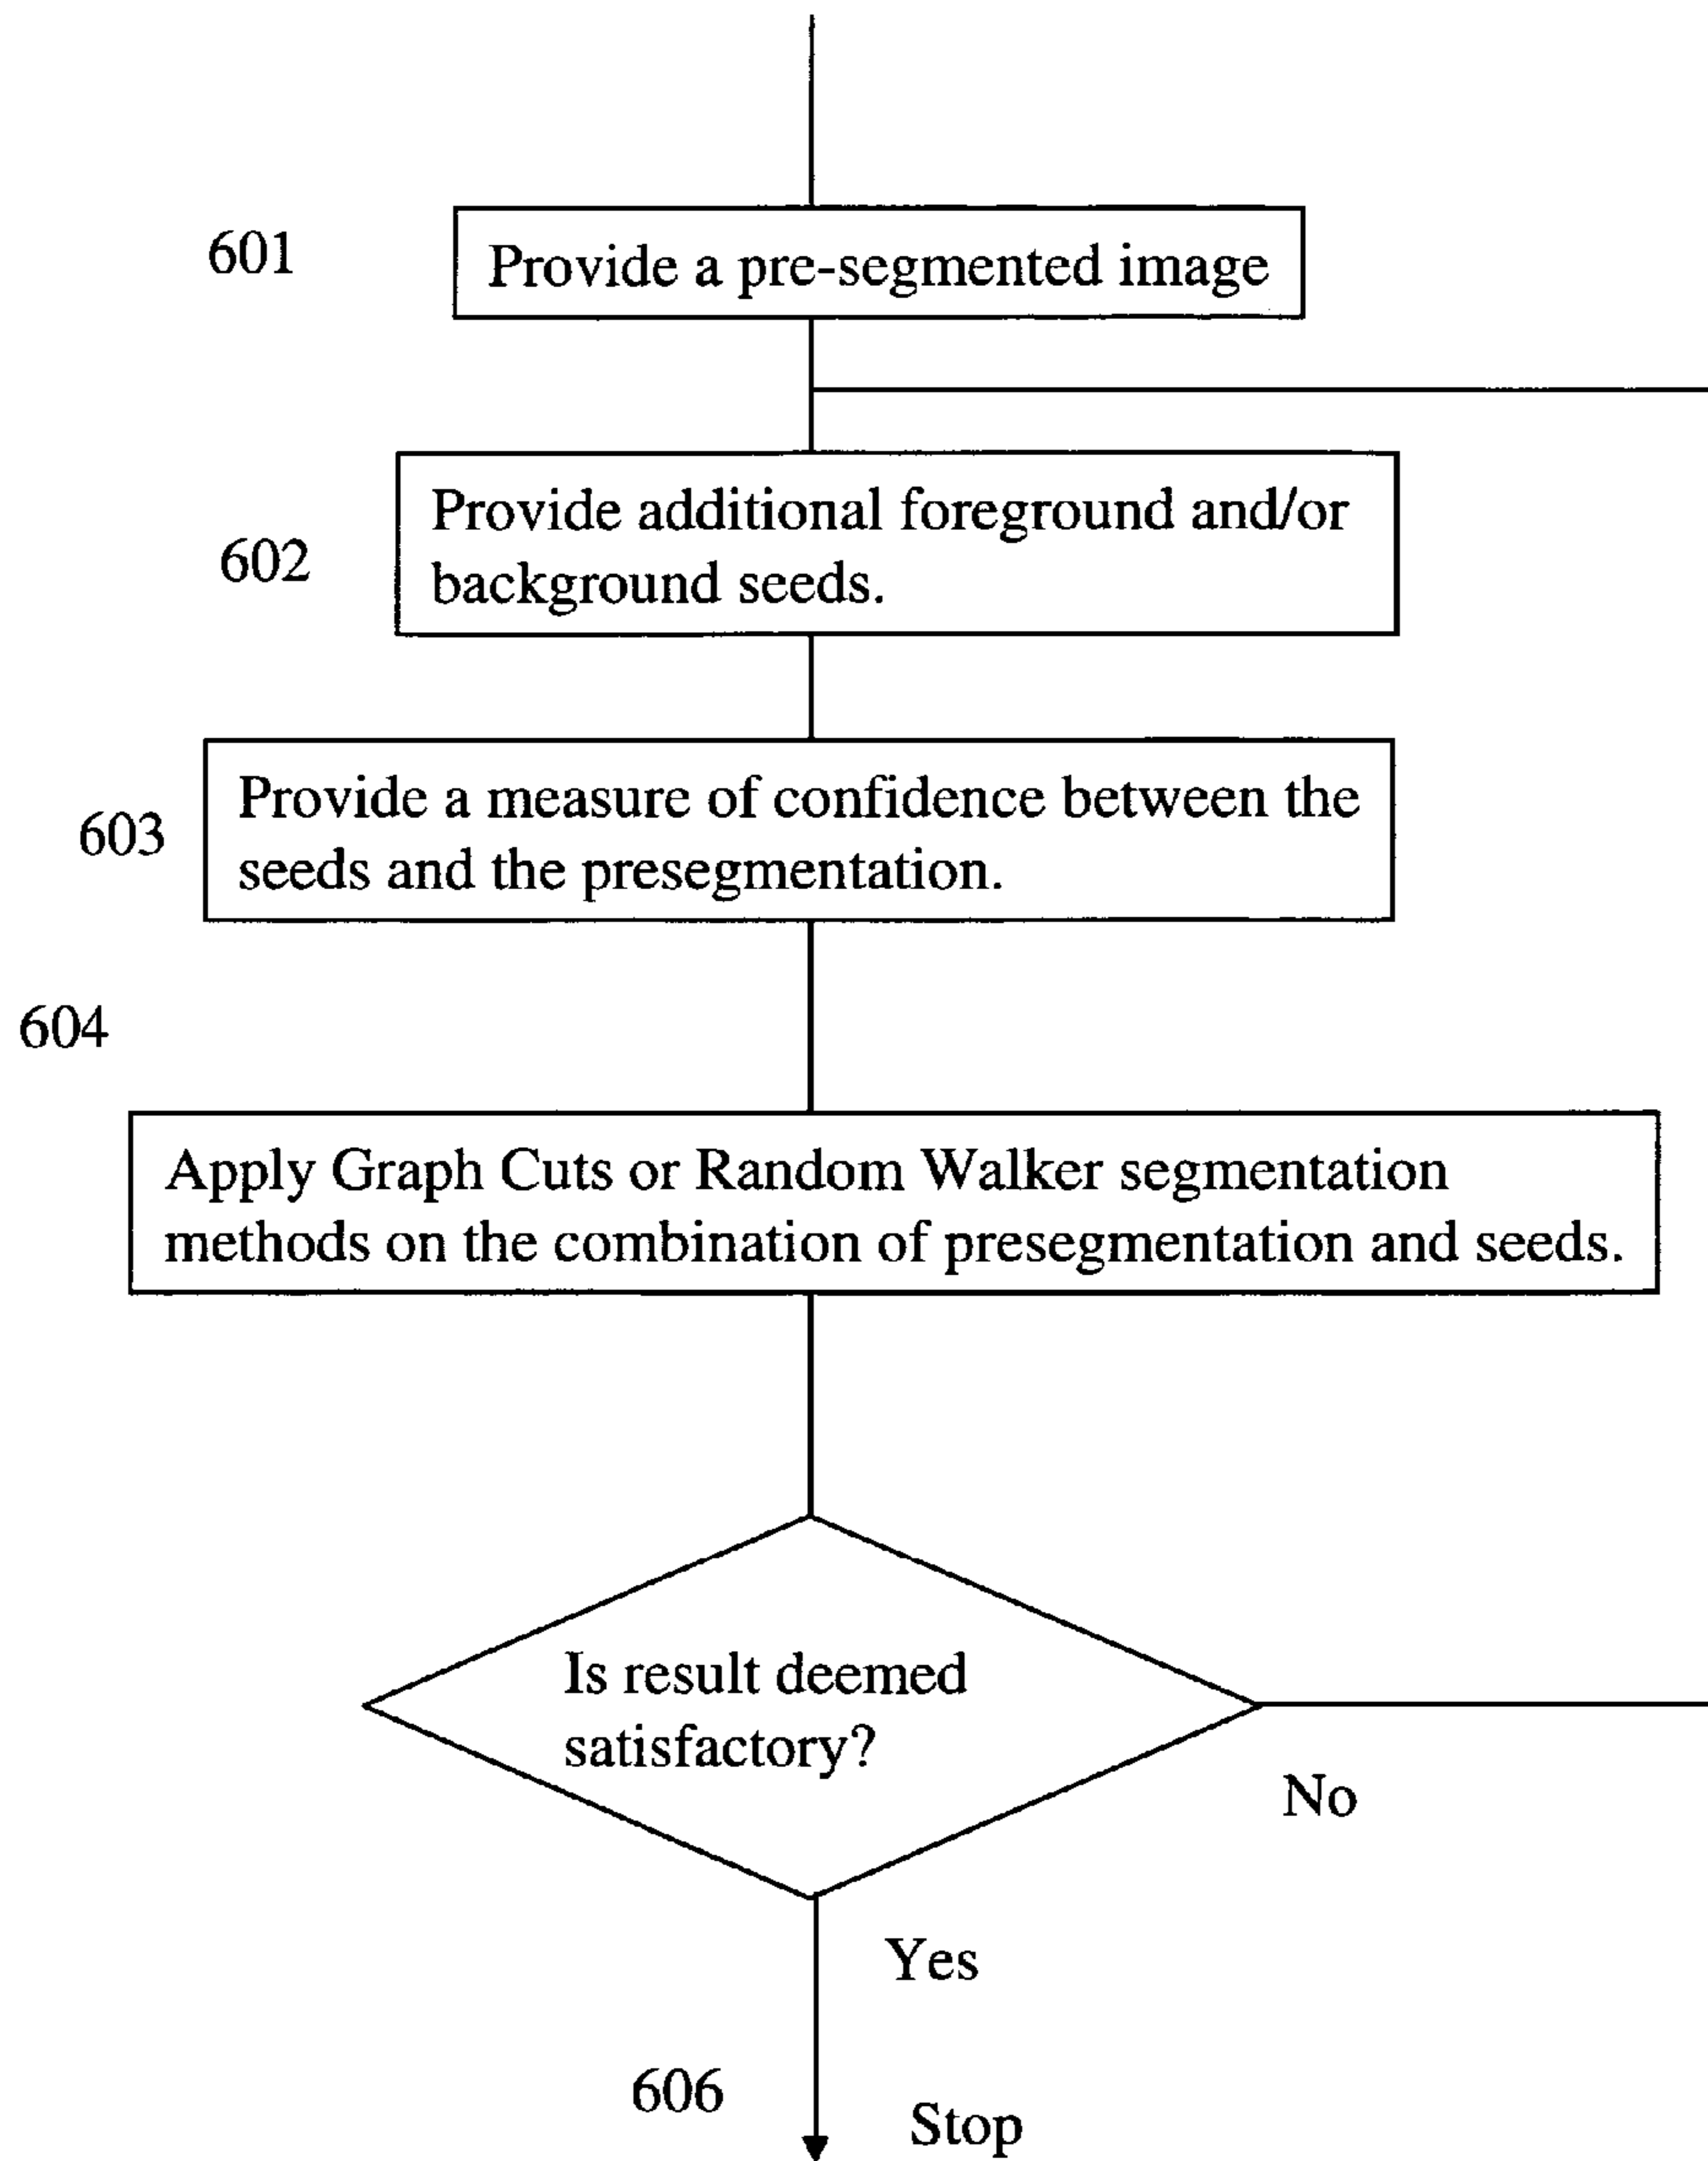 601
Provide a pre-segmented image
Provide additional foreground and/or
602
background seeds.
Provide a measure of confidence between the
603
seeds and the presegmentation.
604
Apply Graph Cuts or Random Walker segmentation
methods on the combination of presegmentation and seeds.
Is result deemed
satisfactory?
No
Yes
606
Stop